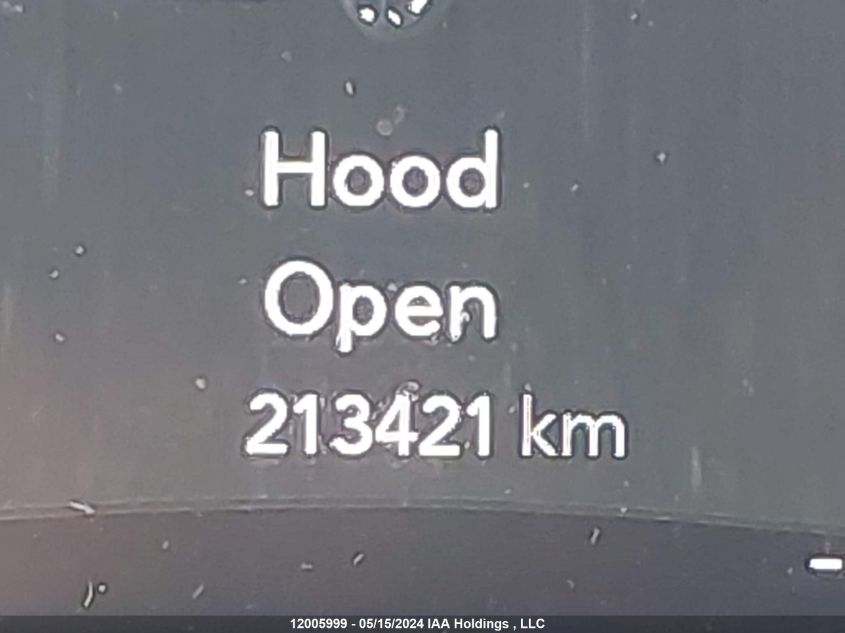 Hood
Open
213421 km
12005999 - 05/15/2024 IAA Holdings , LLC